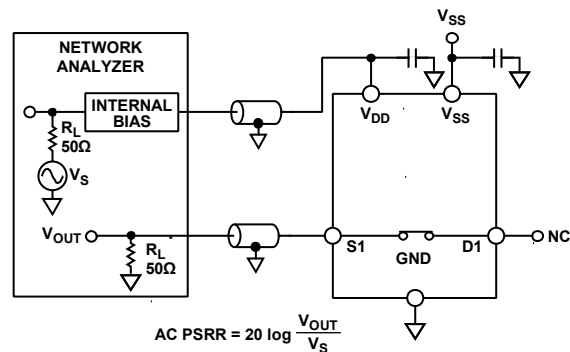 V_SS
NETWORK
ANALYZER
INTERNAL
BIAS
R_L
50Ω
V_S
V_DD
V_SS
V_OUT
R_L
50Ω
S1
GND
D1
NC
AC PSRR = 20 log V_OUT / V_S